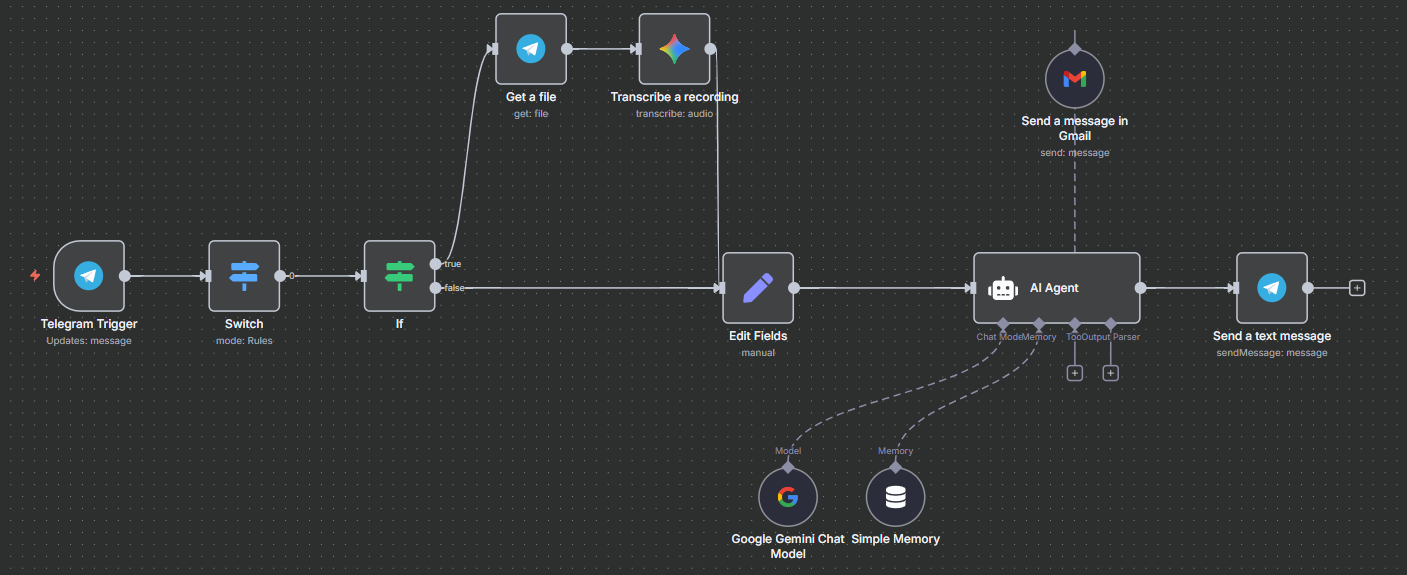 Get a file
get: file
Transcribe a recording
transcribe: audio
Send a message in
Gmail
send: message
Telegram Trigger
Updates: message
Switch
mode: Rules
0
If
true
false
Edit Fields
manual
AI Agent
Chat Mode
Memory
Too
Output Parser
Send a text message
sendMessage: message
Model
Memory
Google Gemini Chat
Model
Simple Memory